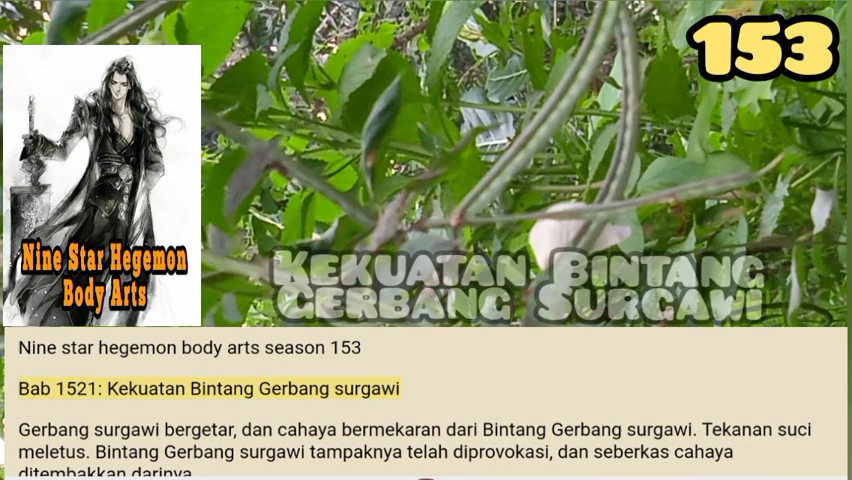 153
Nine Star Hegemon
Body Arts
KEKUATAN BINTANG
GERBANG SURGAWI
Nine star hegemon body arts season 153
Bab 1521: Kekuatan Bintang Gerbang surgawi
Gerbang surgawi bergetar, dan cahaya bermekaran dari Bintang Gerbang surgawi. Tekanan suci
meletus. Bintang Gerbang surgawi tampaknya telah diprovokasi, dan seberkas cahaya
ditembakkan darinya